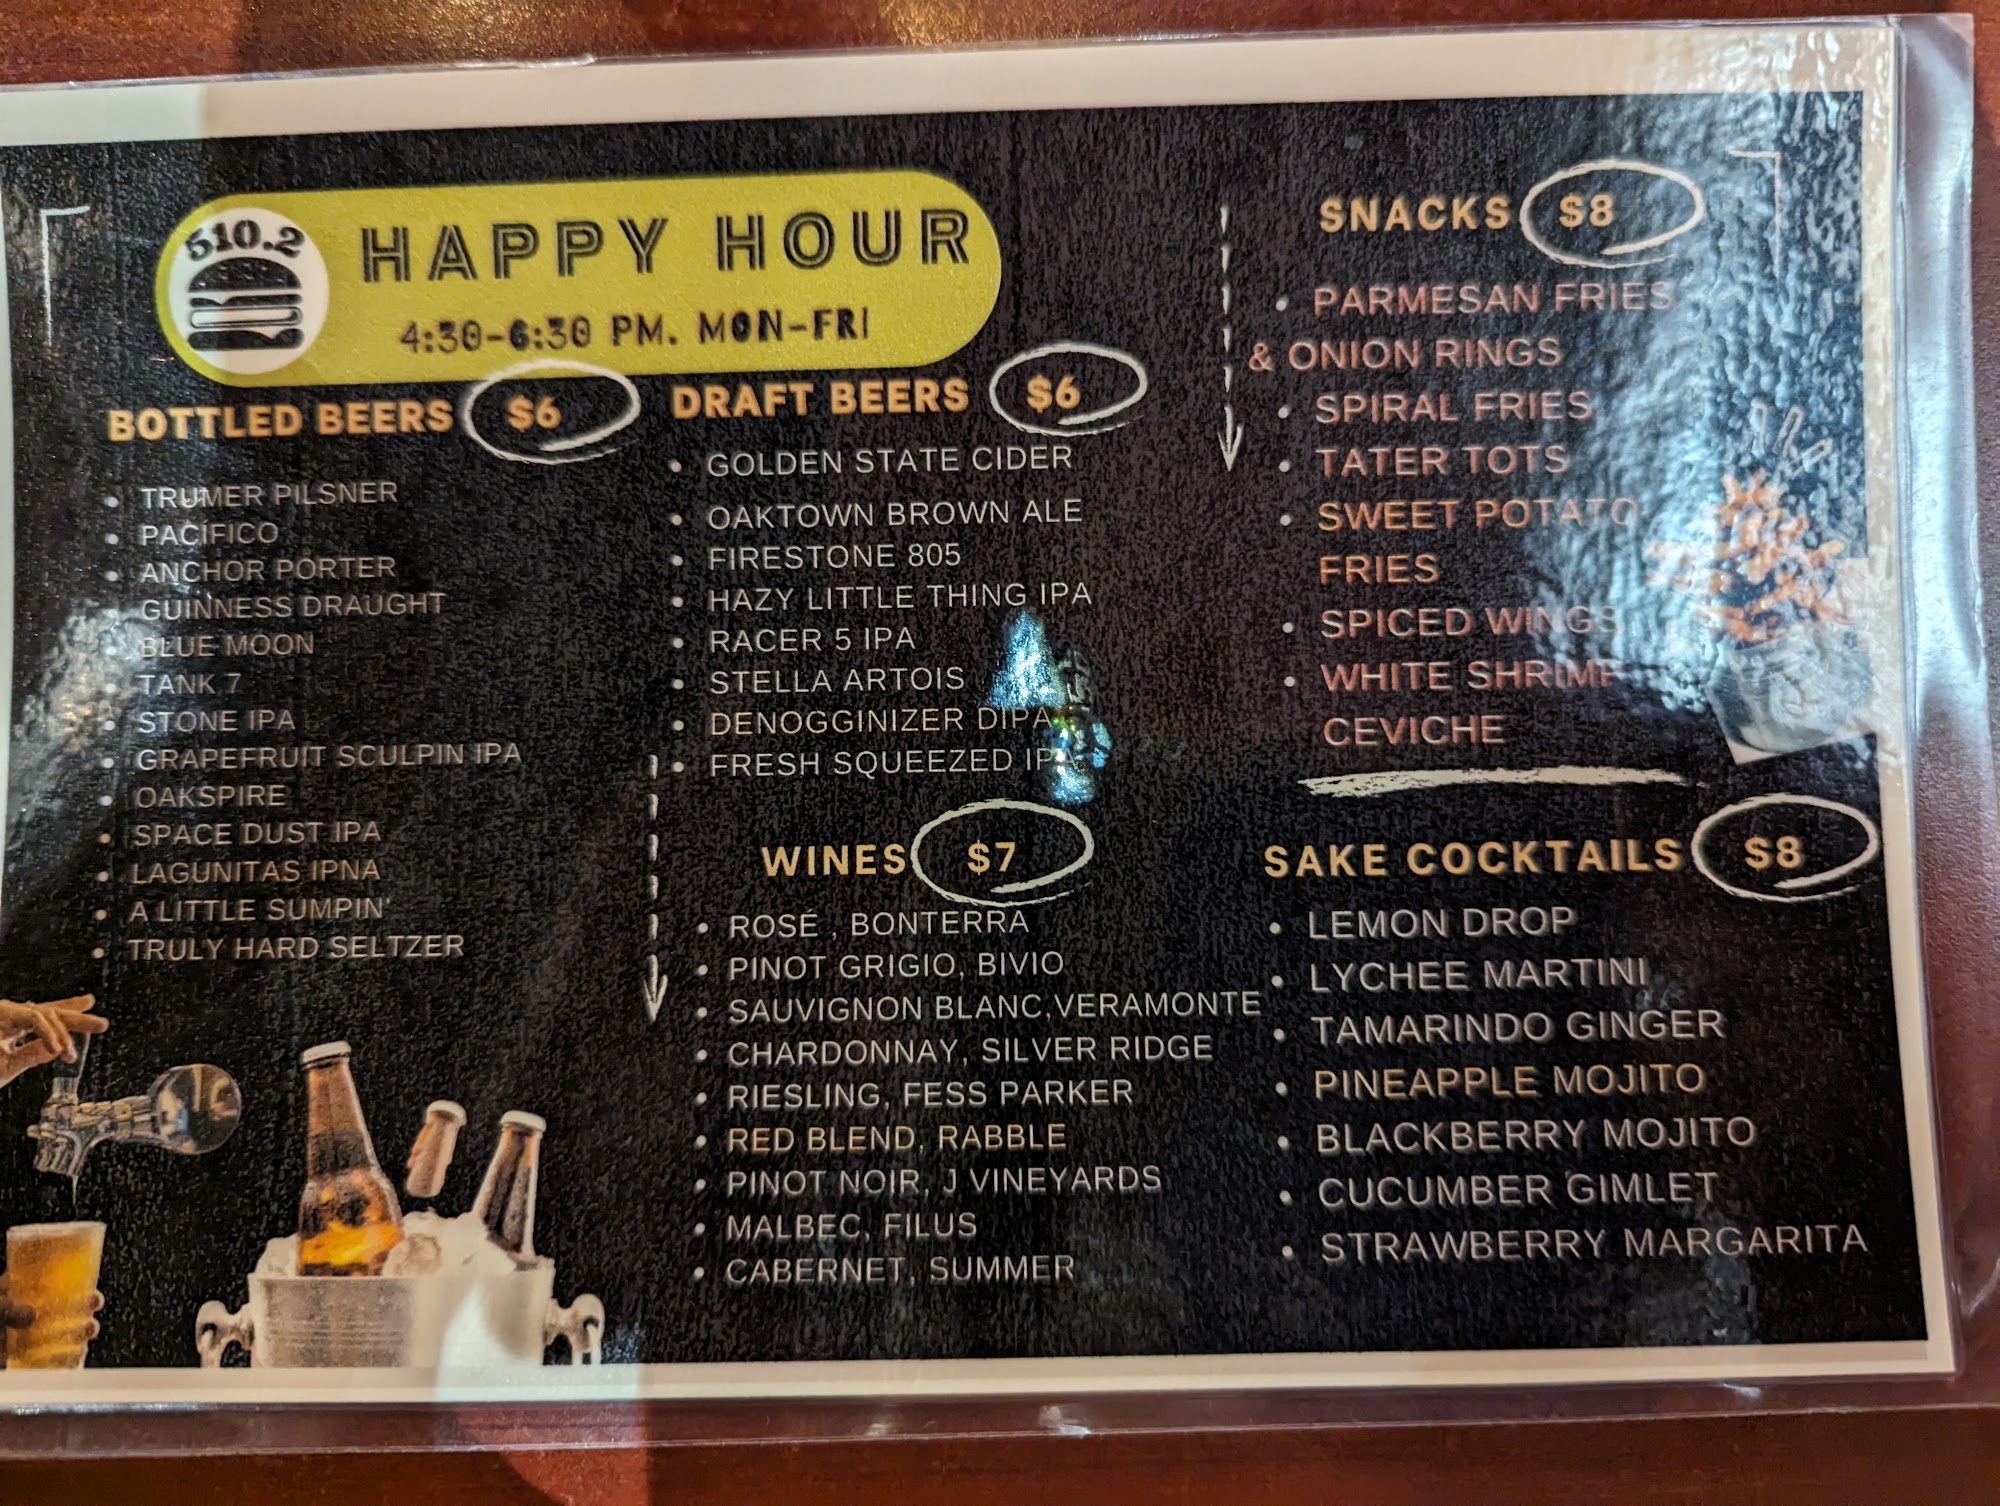 510.2
HAPPY HOUR
4:30-6:30 PM. MON-FRI
BOTTLED BEERS $6
TRUMER PILSNER
PACÍFICO
ANCHOR PORTER
GUINNESS DRAUGHT
BLUE MOON
TANK 7
STONE IPA
GRAPEFRUIT SCULPIN IPA
OAKSPIRE
SPACE DUST IPA
LAGUNITAS IPNA
A LITTLE SUMPIN'
TRULY HARD SELTZER
DRAFT BEERS $6
GOLDEN STATE CIDER
OAKTOWN BROWN ALE
FIRESTONE 805
HAZY LITTLE THING IPA
RACER 5 IPA
STELLA ARTOIS
DENOGGINIZER DIPA
FRESH SQUEEZED IPA
WINES $7
ROSÉ , BONTERRA
PINOT GRIGIO, BIVIO
SAUVIGNON BLANC,VERAMONTE
CHARDONNAY, SILVER RIDGE
RIESLING, FESS PARKER
RED BLEND, RABBLE
PINOT NOIR, J VINEYARDS
MALBEC, FILUS
CABERNET, SUMMER
SNACKS $8
PARMESAN FRIES
& ONION RINGS
SPIRAL FRIES
TATER TOTS
SWEET POTATO
FRIES
SPICED WINGS
WHITE SHRIMP
CEVICHE
SAKE COCKTAILS $8
LEMON DROP
LYCHEE MARTINI
TAMARINDO GINGER
PINEAPPLE MOJITO
BLACKBERRY MOJITO
CUCUMBER GIMLET
STRAWBERRY MARGARITA